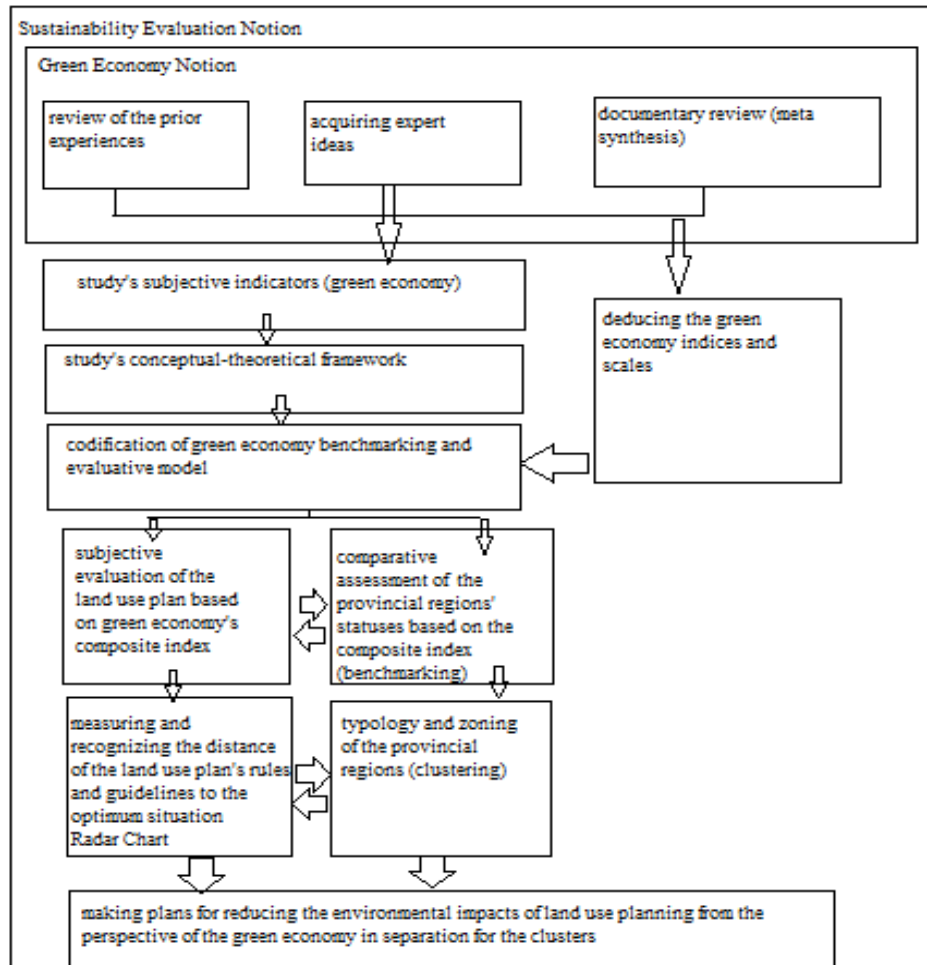 Sustainability Evaluation Notion
Green Economy Notion
review of the prior
experiences
acquiring expert
ideas
documentary review (meta
synthesis)
study's subjective indicators (green economy)
deducing the green
economy indices and
scales
study's conceptual-theoretical framework
codification of green economy benchmarking and
evaluative model
subjective
evaluation of the
land use plan based
on green economy's
composite index
comparative
assessment of the
provincial regions'
statuses based on the
composite index
(benchmarking)
measuring and
recognizing the distance
of the land use plan's rules
and guidelines to the
optimum situation
Radar Chart
typology and zoning
of the provincial
regions (clustering)
making plans for reducing the environmental impacts of land use planning from the
perspective of the green economy in separation for the clusters